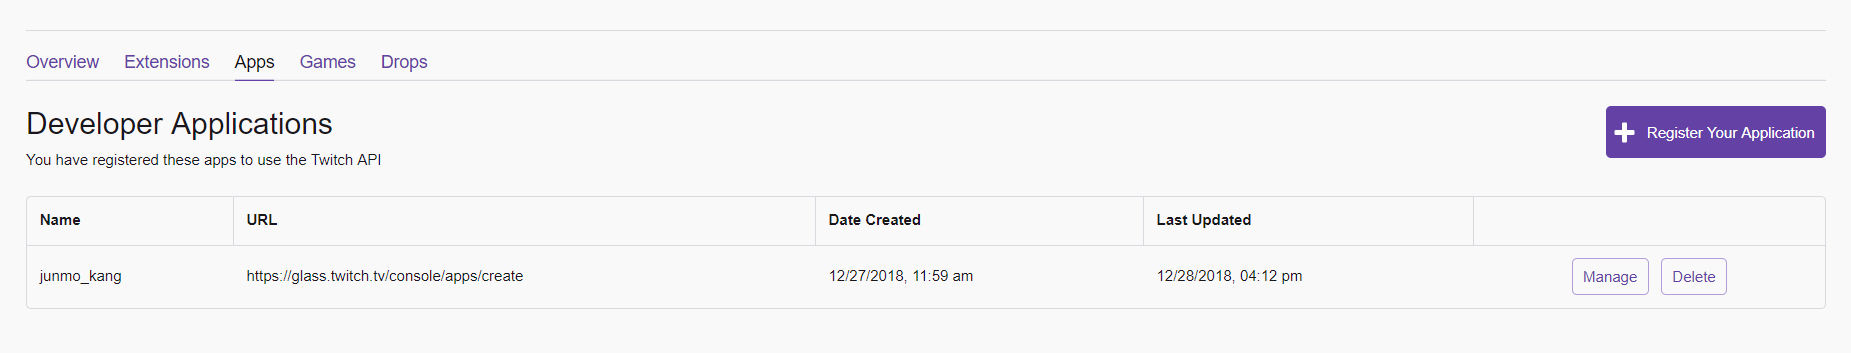 Overview Extensions Apps Games Drops
Developer Applications
Register Your Application
You have registered these apps to use the Twitch API
Name URL Date Created Last Updated
junmo_kang https://glass.twitch.tv/console/apps/create 12/27/2018, 11:59 am 12/28/2018, 04:12 pm Manage Delete